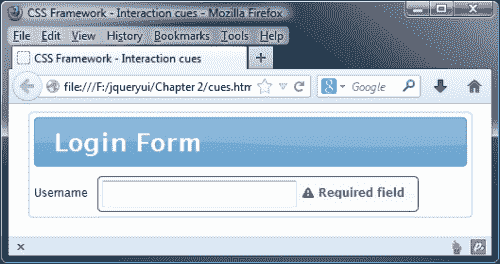 CSS Framework - Interaction cues - Mozilla Firefox
File Edit View History Bookmarks Tools Help
CSS Framework - Interaction cues +
file:///F:/jqueryui/Chapter 2/cues.htm Google
Login Form
Username Required field